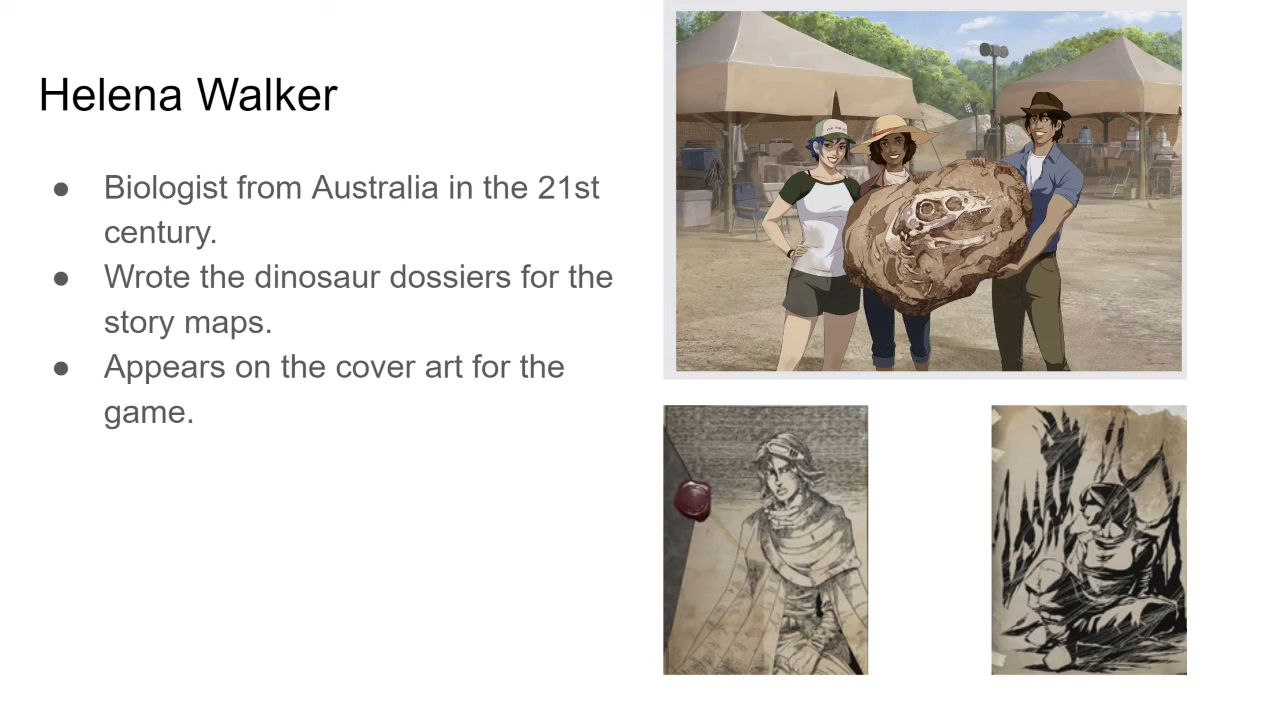 Helena Walker
● Biologist from Australia in the 21st
century.
● Wrote the dinosaur dossiers for the
story maps.
● Appears on the cover art for the
game.